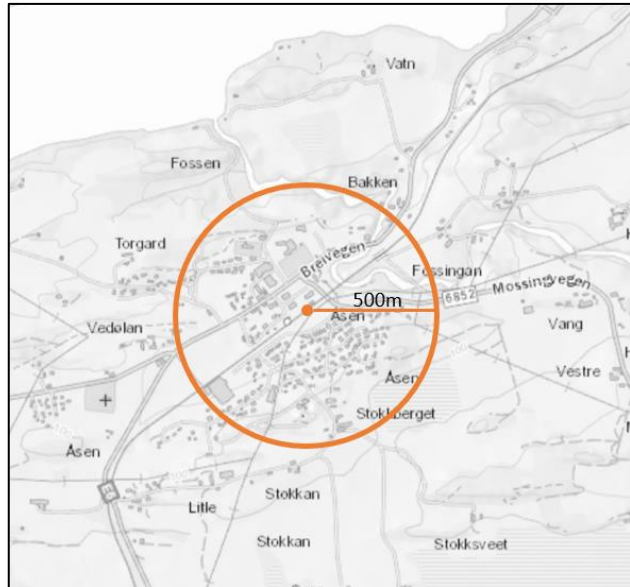 Vatn
Fossen
Bakken
Torgard
Breivegen
Fossingan
500m
6852
Mossingvegen
Åsen
Vedølan
Vang
Vestre
Åsen
Stokkberget
Åsen
Litle
Stokkan
Stokkan
Stokksveet